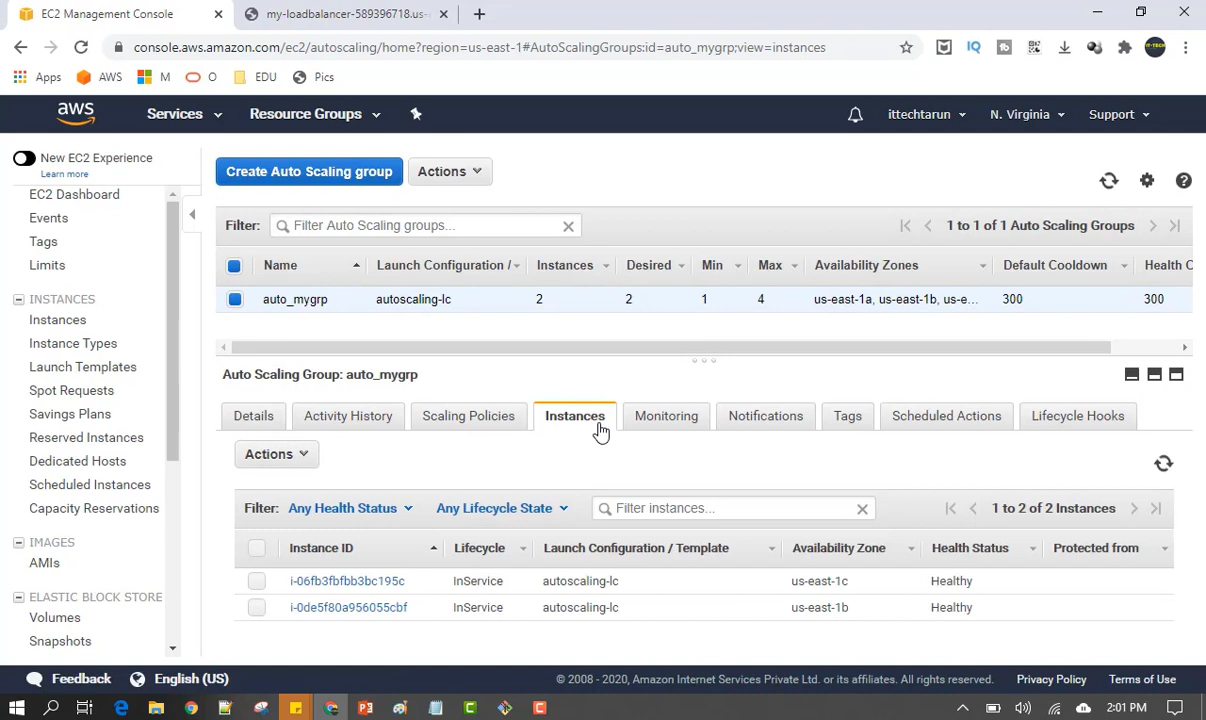 EC2 Management Console
my-loadbalancer-589396718.us-
console.aws.amazon.com/ec2/autoscaling/home?region=us-east-1#AutoScalingGroups:id=auto_mygrp;view=instances
Apps AWS M O EDU Pics
aws Services Resource Groups ittechtarun N. Virginia Support
New EC2 Experience
Learn more
EC2 Dashboard
Events
Tags
Limits
INSTANCES
Instances
Instance Types
Launch Templates
Spot Requests
Savings Plans
Reserved Instances
Dedicated Hosts
Scheduled Instances
Capacity Reservations
IMAGES
AMIs
ELASTIC BLOCK STORE
Volumes
Snapshots
Create Auto Scaling group Actions
Filter: Filter Auto Scaling groups... 1 to 1 of 1 Auto Scaling Groups
Name Launch Configuration / Instances Desired Min Max Availability Zones Default Cooldown Health C
auto_mygrp autoscaling-lc 2 2 1 4 us-east-1a, us-east-1b, us-e... 300 300
Auto Scaling Group: auto_mygrp
Details Activity History Scaling Policies Instances Monitoring Notifications Tags Scheduled Actions Lifecycle Hooks
Actions
Filter: Any Health Status Any Lifecycle State Filter instances... 1 to 2 of 2 Instances
Instance ID Lifecycle Launch Configuration / Template Availability Zone Health Status Protected from
i-06fb3fbfbb3bc195c InService autoscaling-lc us-east-1c Healthy
i-0de5f80a956055cbf InService autoscaling-lc us-east-1b Healthy
Feedback English (US) © 2008 - 2020, Amazon Internet Services Private Ltd. or its affiliates. All rights reserved. Privacy Policy Terms of Use
2:01 PM